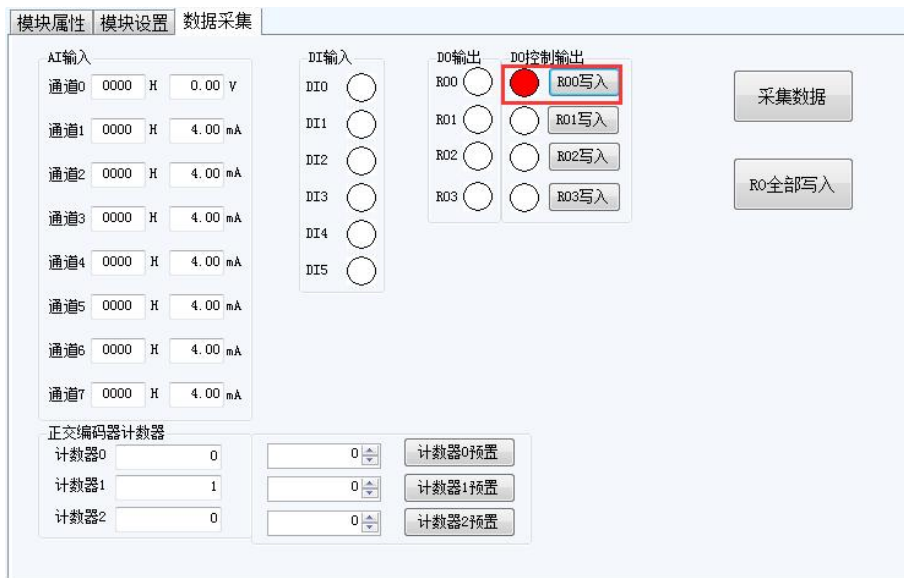 模块属性 模块设置 数据采集
AI输入 DI输入 DO输出 DO控制输出
通道0 0000 H 0.00 V DI0 RO0 RO0写入 采集数据
通道1 0000 H 4.00 mA DI1 RO1 RO1写入
通道2 0000 H 4.00 mA DI2 RO2 RO2写入 RO全部写入
通道3 0000 H 4.00 mA DI3 RO3 RO3写入
通道4 0000 H 4.00 mA DI4
通道5 0000 H 4.00 mA DI5
通道6 0000 H 4.00 mA
通道7 0000 H 4.00 mA
正交编码器计数器
计数器0 0 0 计数器0预置
计数器1 1 0 计数器1预置
计数器2 0 0 计数器2预置